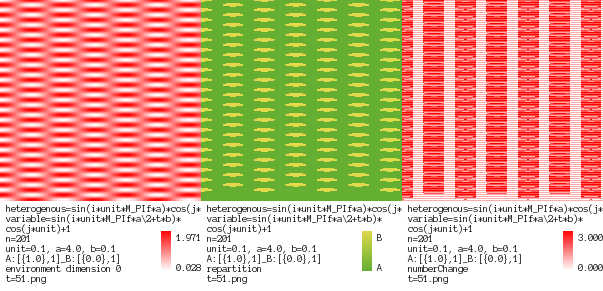 heterogenous=sin(i*unit*M_PIf*a)*cos(j*
variable=sin(i*unit*M_PIf*a\2+t*b)*
cos(j*unit)+1
n=201
unit=0.1, a=4.0, b=0.1
A:[{1.0},1]_B:[{0.0},1]
environment dimension 0
t=51.png
1.971
0.028
heterogenous=sin(i*unit*M_PIf*a)*cos(j*
variable=sin(i*unit*M_PIf*a\2+t*b)*
cos(j*unit)+1
n=201
unit=0.1, a=4.0, b=0.1
A:[{1.0},1]_B:[{0.0},1]
repartition
t=51.png
B
A
heterogenous=sin(i*unit*M_PIf*a)*cos(j*
variable=sin(i*unit*M_PIf*a\2+t*b)*
cos(j*unit)+1
n=201
unit=0.1, a=4.0, b=0.1
A:[{1.0},1]_B:[{0.0},1]
numberChange
t=51.png
3.000
0.000